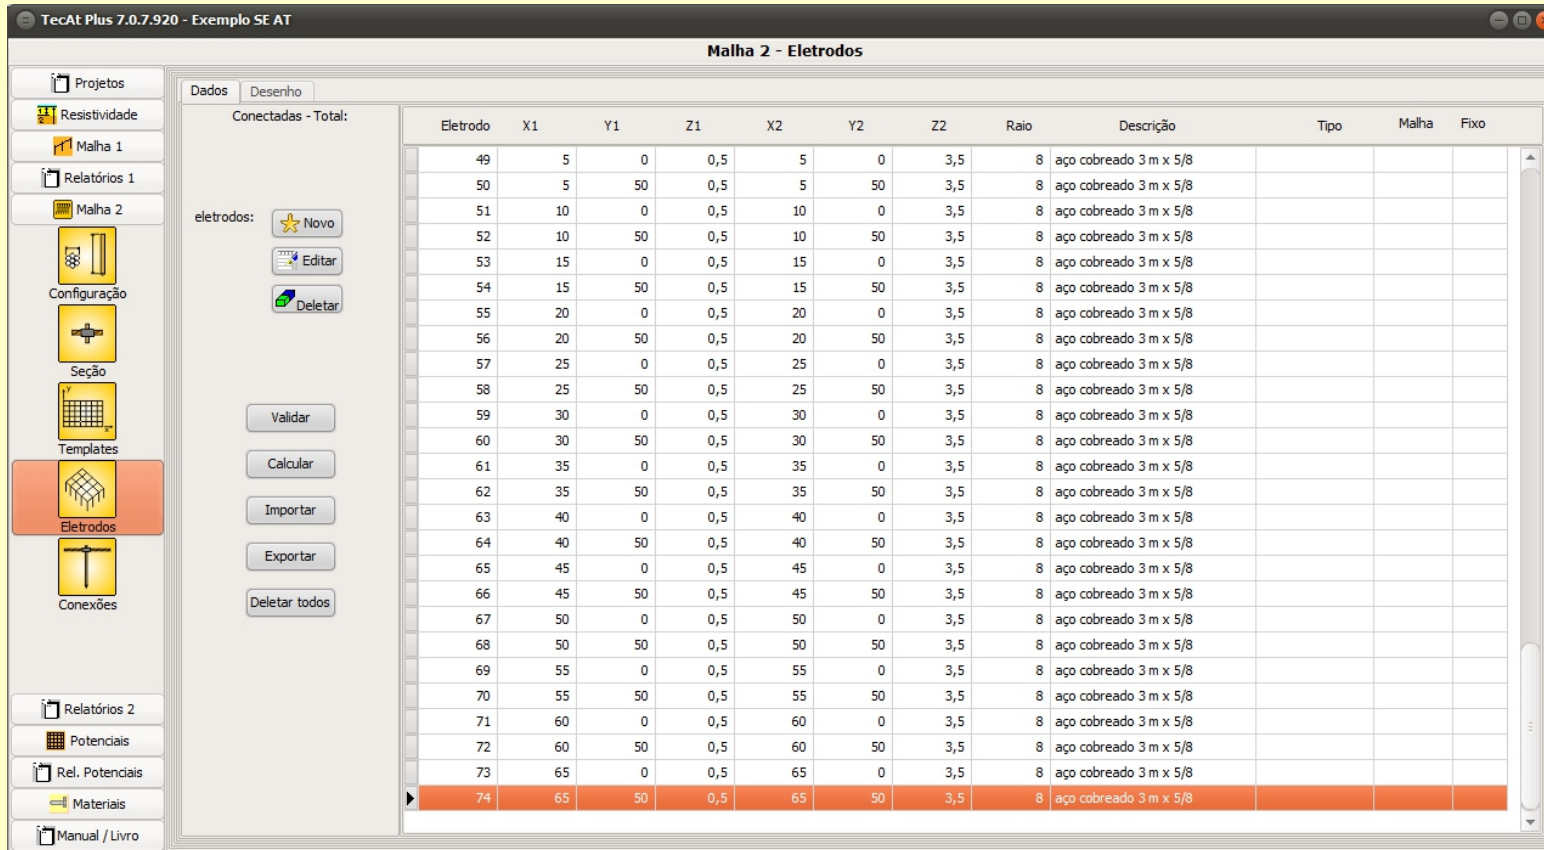 TecAt Plus 7.0.7.920 - Exemplo SE AT
Malha 2 - Eletrodos
Projetos
Resistividade
Malha 1
Relatórios 1
Malha 2
Configuração
Seção
Templates
Eletrodos
Conexões
Relatórios 2
Potenciais
Rel. Potenciais
Materiais
Manual / Livro
Dados Desenho
Conectadas - Total:
eletrodos:
Novo
Editar
Deletar
Validar
Calcular
Importar
Exportar
Deletar todos
Eletrodo X1 Y1 Z1 X2 Y2 Z2 Raio Descrição Tipo Malha Fixo
49 5 0 0,5 5 0 3,5 8 aço cobreado 3 m x 5/8
50 5 50 0,5 5 50 3,5 8 aço cobreado 3 m x 5/8
51 10 0 0,5 10 0 3,5 8 aço cobreado 3 m x 5/8
52 10 50 0,5 10 50 3,5 8 aço cobreado 3 m x 5/8
53 15 0 0,5 15 0 3,5 8 aço cobreado 3 m x 5/8
54 15 50 0,5 15 50 3,5 8 aço cobreado 3 m x 5/8
55 20 0 0,5 20 0 3,5 8 aço cobreado 3 m x 5/8
56 20 50 0,5 20 50 3,5 8 aço cobreado 3 m x 5/8
57 25 0 0,5 25 0 3,5 8 aço cobreado 3 m x 5/8
58 25 50 0,5 25 50 3,5 8 aço cobreado 3 m x 5/8
59 30 0 0,5 30 0 3,5 8 aço cobreado 3 m x 5/8
60 30 50 0,5 30 50 3,5 8 aço cobreado 3 m x 5/8
61 35 0 0,5 35 0 3,5 8 aço cobreado 3 m x 5/8
62 35 50 0,5 35 50 3,5 8 aço cobreado 3 m x 5/8
63 40 0 0,5 40 0 3,5 8 aço cobreado 3 m x 5/8
64 40 50 0,5 40 50 3,5 8 aço cobreado 3 m x 5/8
65 45 0 0,5 45 0 3,5 8 aço cobreado 3 m x 5/8
66 45 50 0,5 45 50 3,5 8 aço cobreado 3 m x 5/8
67 50 0 0,5 50 0 3,5 8 aço cobreado 3 m x 5/8
68 50 50 0,5 50 50 3,5 8 aço cobreado 3 m x 5/8
69 55 0 0,5 55 0 3,5 8 aço cobreado 3 m x 5/8
70 55 50 0,5 55 50 3,5 8 aço cobreado 3 m x 5/8
71 60 0 0,5 60 0 3,5 8 aço cobreado 3 m x 5/8
72 60 50 0,5 60 50 3,5 8 aço cobreado 3 m x 5/8
73 65 0 0,5 65 0 3,5 8 aço cobreado 3 m x 5/8
74 65 50 0,5 65 50 3,5 8 aço cobreado 3 m x 5/8